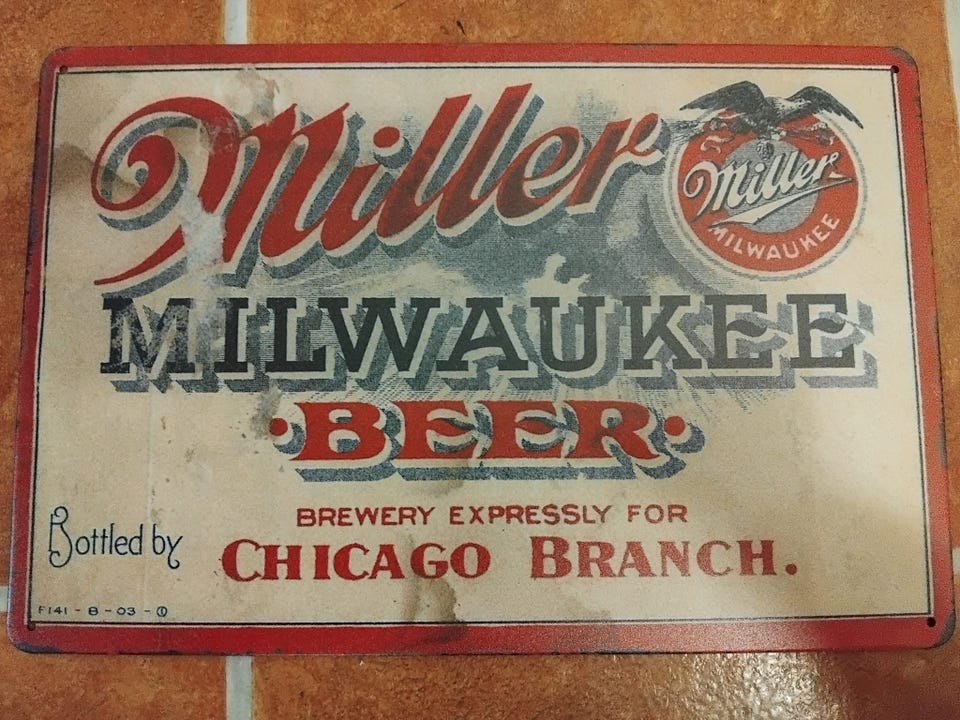 Miller
Miller
MILWAUKEE
MILWAUKEE
·BEER·
BREWERY EXPRESSLY FOR
Bottled by
CHICAGO BRANCH.
F141 - B - 03 - ①